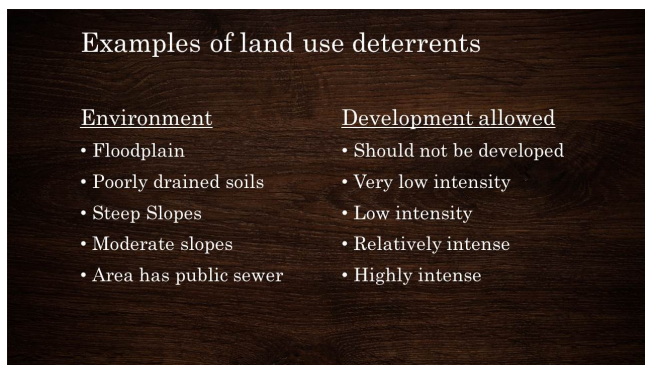 Examples of land use deterrents
Environment
• Floodplain
• Poorly drained soils
• Steep Slopes
• Moderate slopes
• Area has public sewer
Development allowed
• Should not be developed
• Very low intensity
• Low intensity
• Relatively intense
• Highly intense